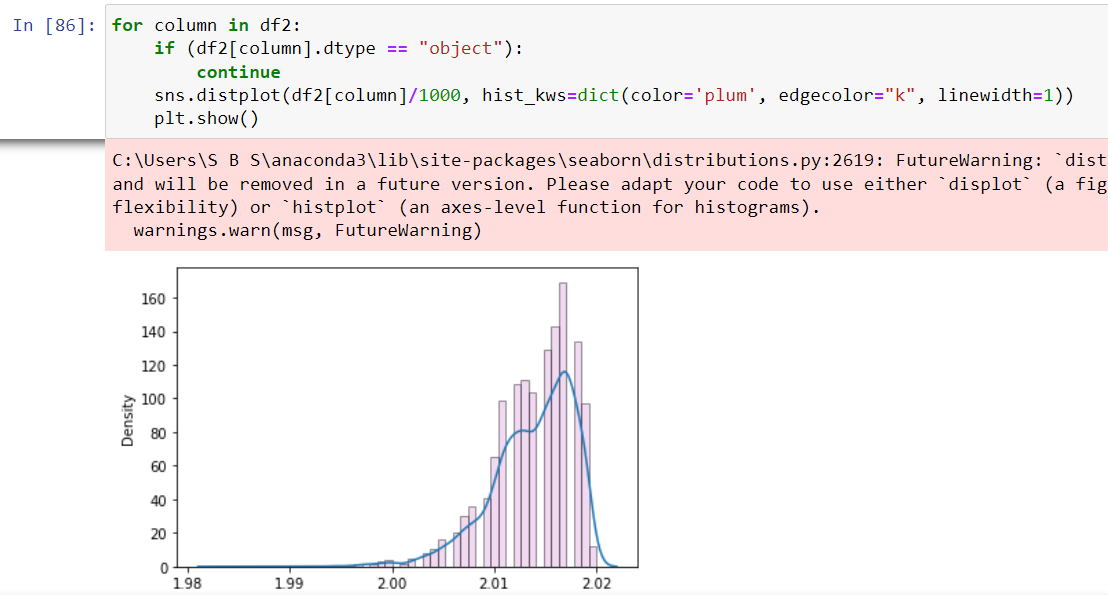 In [86]: for column in df2:
if (df2[column].dtype == "object"):
continue
sns.distplot(df2[column]/1000, hist_kws=dict(color='plum', edgecolor="k", linewidth=1))
plt.show()
C:\Users\S B S\anaconda3\lib\site-packages\seaborn\distributions.py:2619: FutureWarning: `dist
and will be removed in a future version. Please adapt your code to use either `displot` (a fig
flexibility) or `histplot` (an axes-level function for histograms).
warnings.warn(msg, FutureWarning)
160
140
120
100
80
60
40
20
0
Density
1.98 1.99 2.00 2.01 2.02